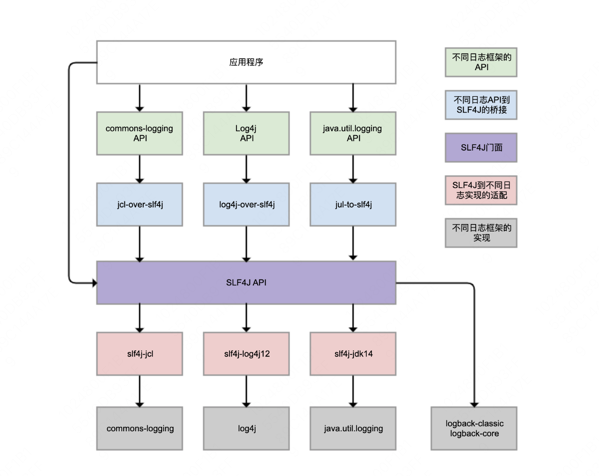 应用程序
不同日志框架的
API
commons-logging
API
Log4j
API
java.util.logging
API
不同日志API到
SLF4J的桥接
SLF4J门面
jcl-over-slf4j
log4j-over-slf4j
jul-to-slf4j
SLF4J到不同日
志实现的适配
不同日志框架的
实现
SLF4J API
slf4j-jcl
slf4j-log4j12
slf4j-jdk14
commons-logging
log4j
java.util.logging
logback-classic
logback-core